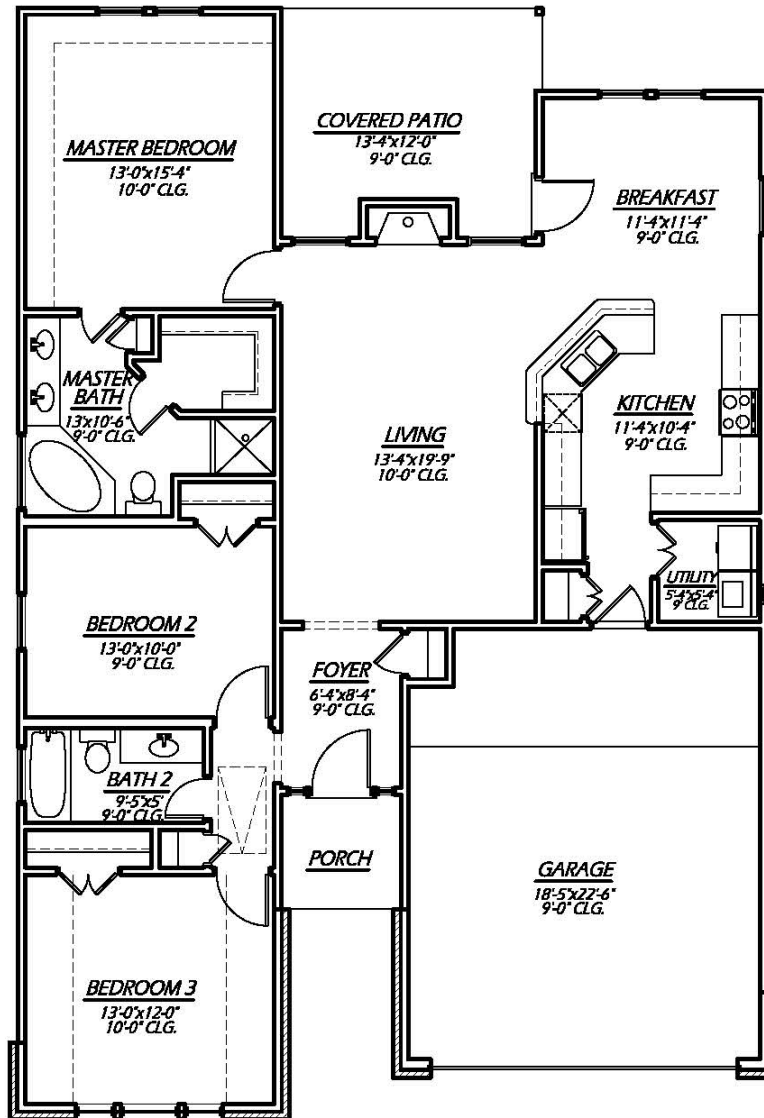 MASTER BEDROOM
13'-0"x15'-4"
10'-0" CLG.
COVERED PATIO
13'-4"x12'-0"
9'-0" CLG.
BREAKFAST
11'-4"x11'-4"
9'-0" CLG.
MASTER
BATH
13'x10'-6"
9'-0" CLG.
LIVING
13'-4"x19'-9"
10'-0" CLG.
KITCHEN
11'-4"x10'-4"
9'-0" CLG.
UTILITY
5'-4"x5'-4"
9' CLG.
BEDROOM 2
13'-0"x10'-0"
9'-0" CLG.
FOYER
6'-4"x8'-4"
9'-0" CLG.
BATH 2
9'-5"x5'
9'-0" CLG.
PORCH
GARAGE
18'-5"x22'-6"
9'-0" CLG.
BEDROOM 3
13'-0"x12'-0"
10'-0" CLG.